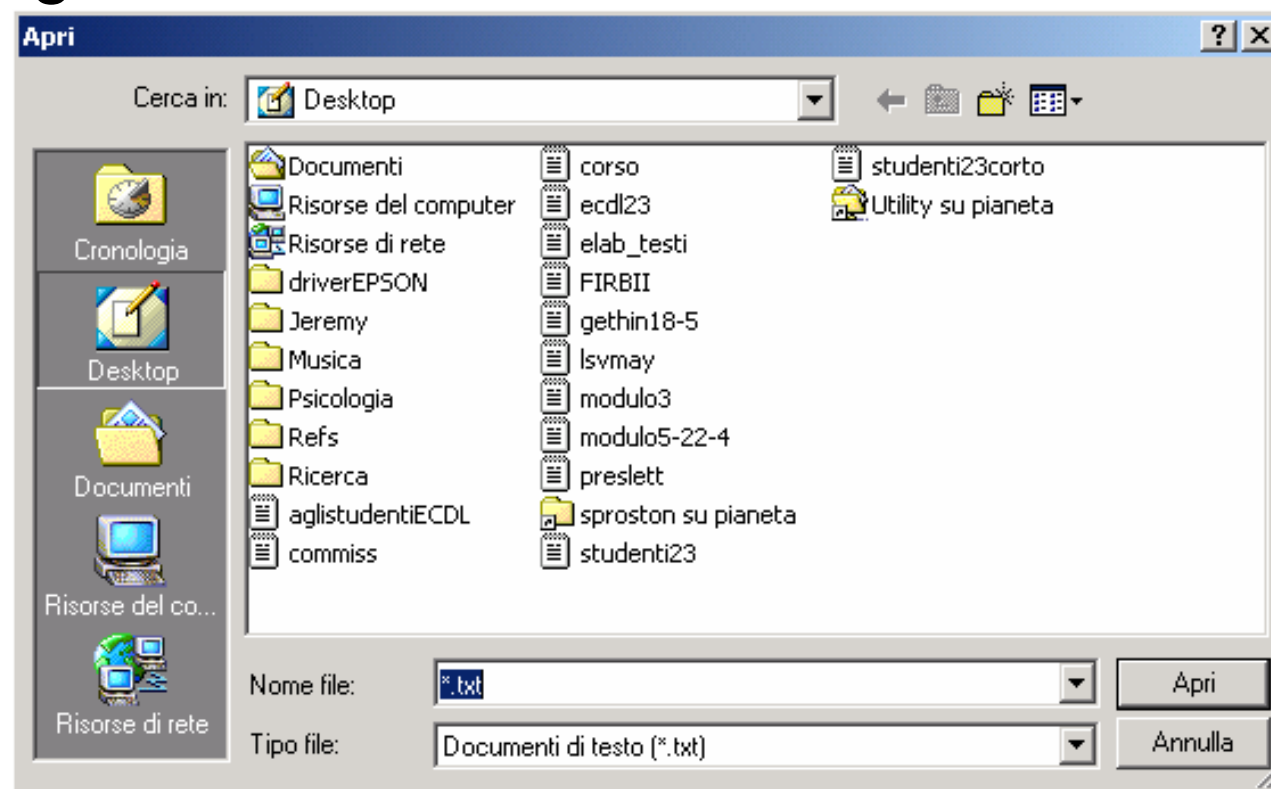 Apri
Cerca in: Desktop
Cronologia
Desktop
Documenti
Risorse del co...
Risorse di rete
Documenti
Risorse del computer
Risorse di rete
driverEPSON
Jeremy
Musica
Psicologia
Refs
Ricerca
aglistudentiECDL
commiss
corso
ecdl23
elab_testi
FIRBII
gethin18-5
lsvmay
modulo3
modulo5-22-4
preslett
sproston su pianeta
studenti23
studenti23corto
Utility su pianeta
Nome file: *.txt Apri
Tipo file: Documenti di testo (*.txt) Annulla